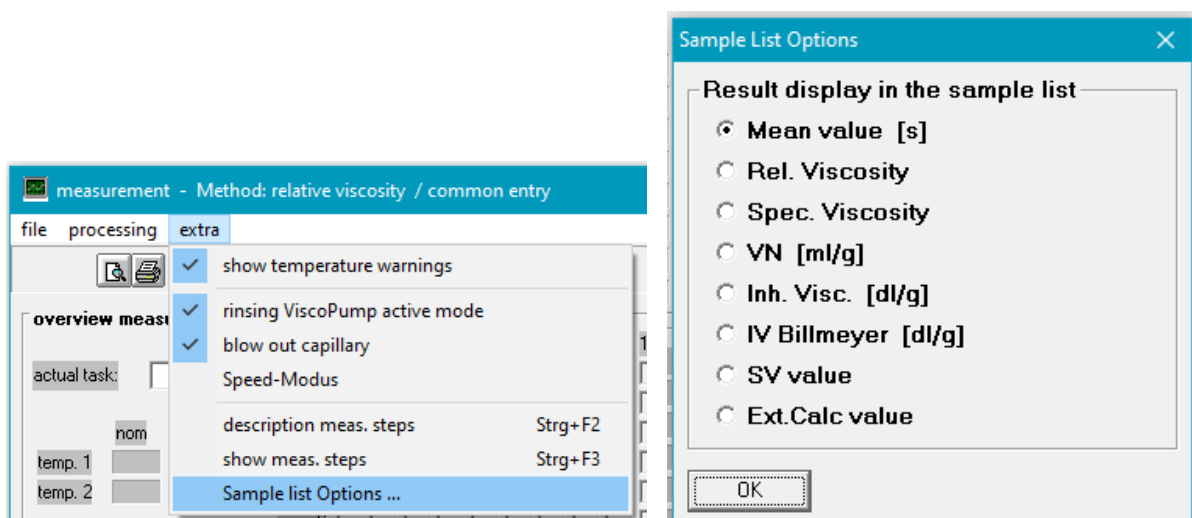 measurement - Method: relative viscosity / common entry
file processing extra
show temperature warnings
rinsing ViscoPump active mode
blow out capillary
Speed-Modus
description meas. steps Strg+F2
show meas. steps Strg+F3
Sample list Options ...
overview meas
actual task:
nom
temp. 1
temp. 2
1
Sample List Options
Result display in the sample list
Mean value [s]
Rel. Viscosity
Spec. Viscosity
VN [ml/g]
Inh. Visc. [dl/g]
IV Billmeyer [dl/g]
SV value
Ext.Calc value
OK